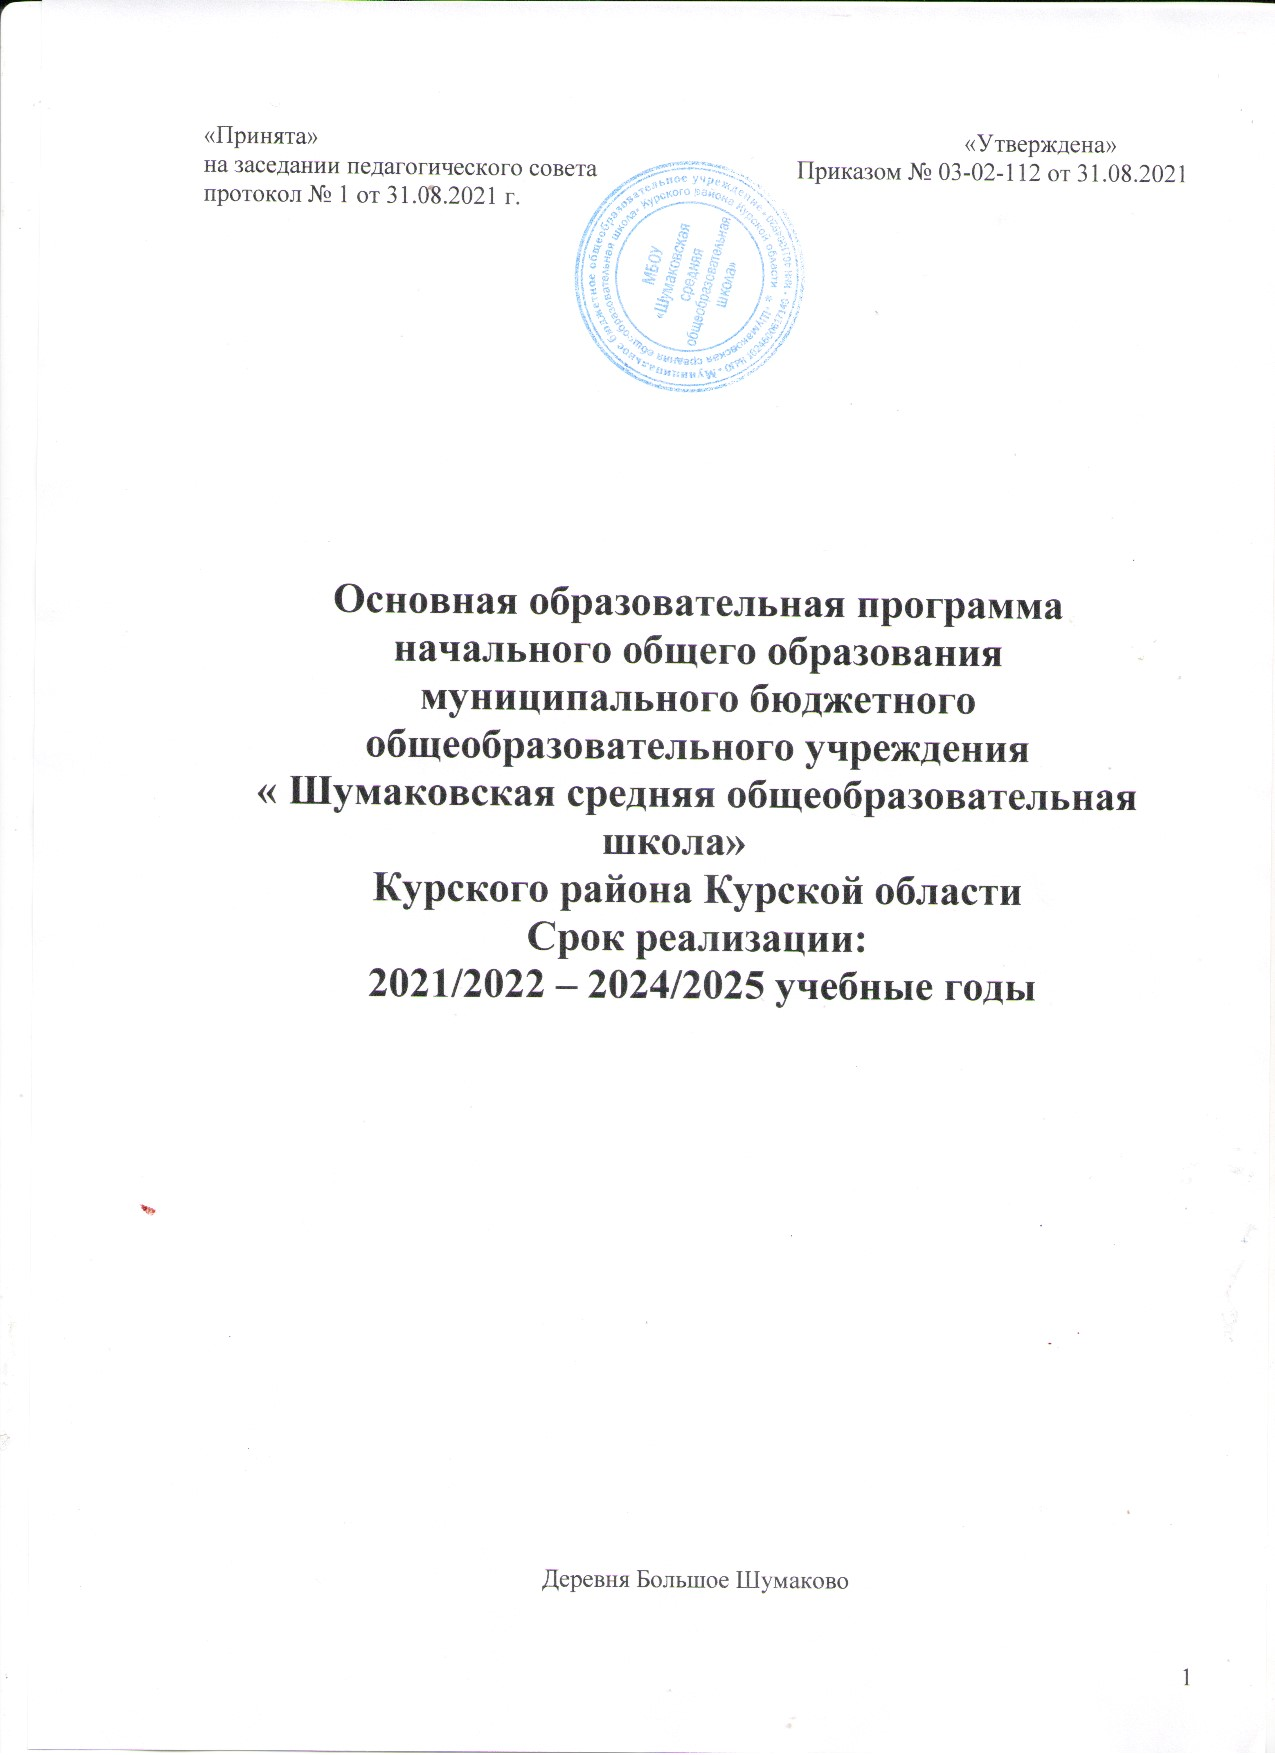 «Принята»
на заседании педагогического совета
протокол № 1 от 31.08.2021 г.
«Утверждена»
Приказом № 03-02-112 от 31.08.2021
МБОУ
«Шумаковская
средняя
общеобразовательная
школа»
Основная образовательная программа
начального общего образования
муниципального бюджетного
общеобразовательного учреждения
« Шумаковская средняя общеобразовательная
школа»
Курского района Курской области
Срок реализации:
2021/2022 – 2024/2025 учебные годы
Деревня Большое Шумаково
1